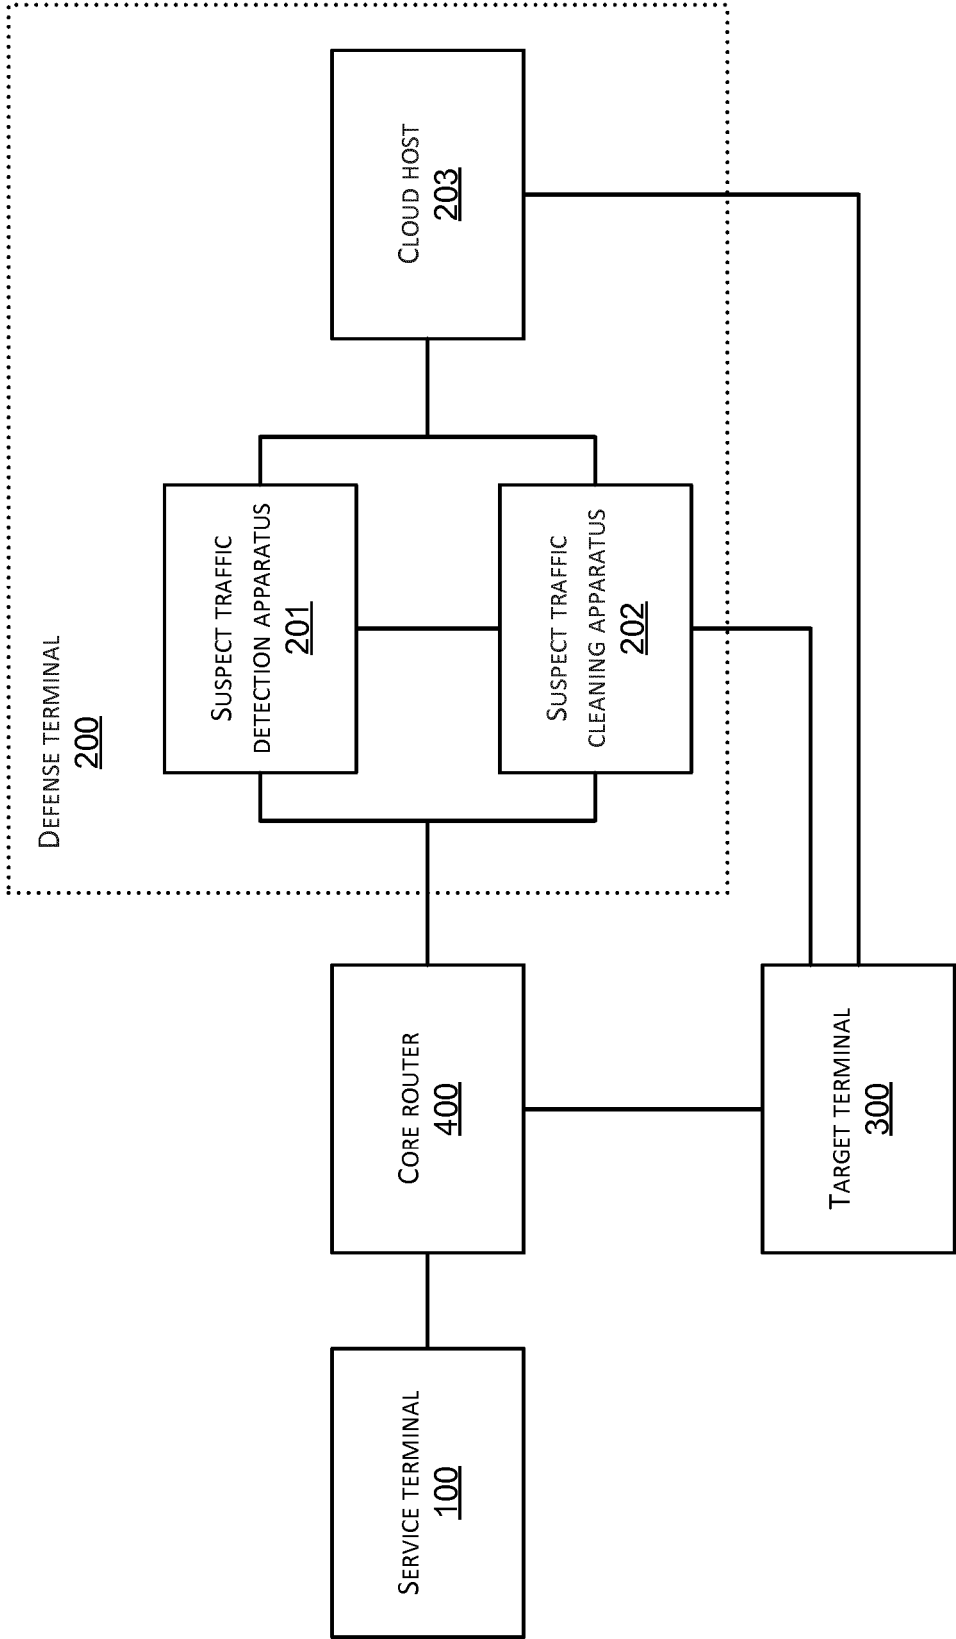 DEFENSE TERMINAL
200
SUSPECT TRAFFIC
DETECTION APPARATUS
201
CLOUD HOST
203
SERVICE TERMINAL
100
CORE ROUTER
400
SUSPECT TRAFFIC
CLEANING APPARATUS
202
TARGET TERMINAL
300